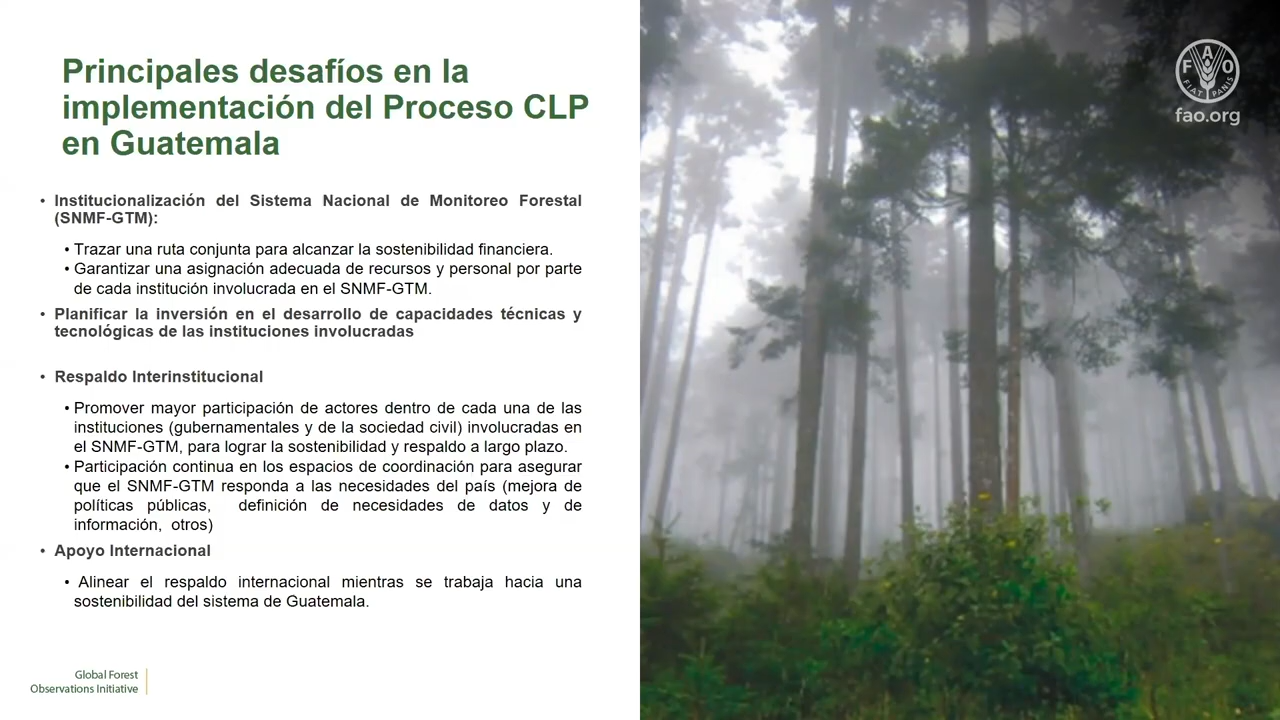 Principales desafíos en la
implementación del Proceso CLP
en Guatemala
• Institucionalización del Sistema Nacional de Monitoreo Forestal
(SNMF-GTM):
• Trazar una ruta conjunta para alcanzar la sostenibilidad financiera.
• Garantizar una asignación adecuada de recursos y personal por parte
de cada institución involucrada en el SNMF-GTM.
• Planificar la inversión en el desarrollo de capacidades técnicas y
tecnológicas de las instituciones involucradas
• Respaldo Interinstitucional
• Promover mayor participación de actores dentro de cada una de las
instituciones (gubernamentales y de la sociedad civil) involucradas en
el SNMF-GTM, para lograr la sostenibilidad y respaldo a largo plazo.
• Participación continua en los espacios de coordinación para asegurar
que el SNMF-GTM responda a las necesidades del país (mejora de
políticas públicas, definición de necesidades de datos y de
información, otros)
• Apoyo Internacional
• Alinear el respaldo internacional mientras se trabaja hacia una
sostenibilidad del sistema de Guatemala.
Global Forest
Observations Initiative
FAO
FIAT PANIS
fao.org